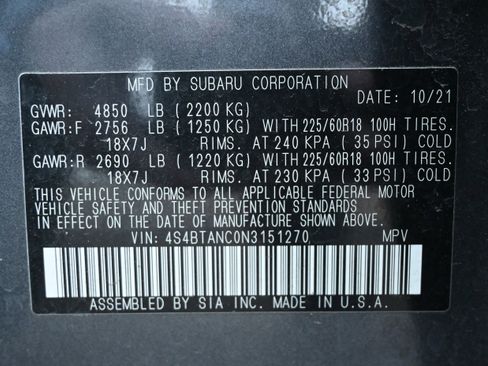 MFD BY SUBARU CORPORATION
DATE: 10/21
GVWR: 4850 LB (2200 KG)
GAWR:F 2756 LB (1250 KG) WITH 225/60R18 100H TIRES.
18X7J RIMS. AT 240 KPA (35 PSI) COLD
GAWR:R 2690 LB (1220 KG) WITH 225/60R18 100H TIRES.
18X7J RIMS. AT 230 KPA (33 PSI) COLD
THIS VEHICLE CONFORMS TO ALL APPLICABLE FEDERAL MOTOR
VEHICLE SAFETY AND THEFT PREVENTION STANDARDS
IN EFFECT ON THE DATE OF MANUFACTURE SHOWN ABOVE.
VIN: 4S4BTANC0N3151270 MPV
ASSEMBLED BY SIA INC. MADE IN U.S.A.